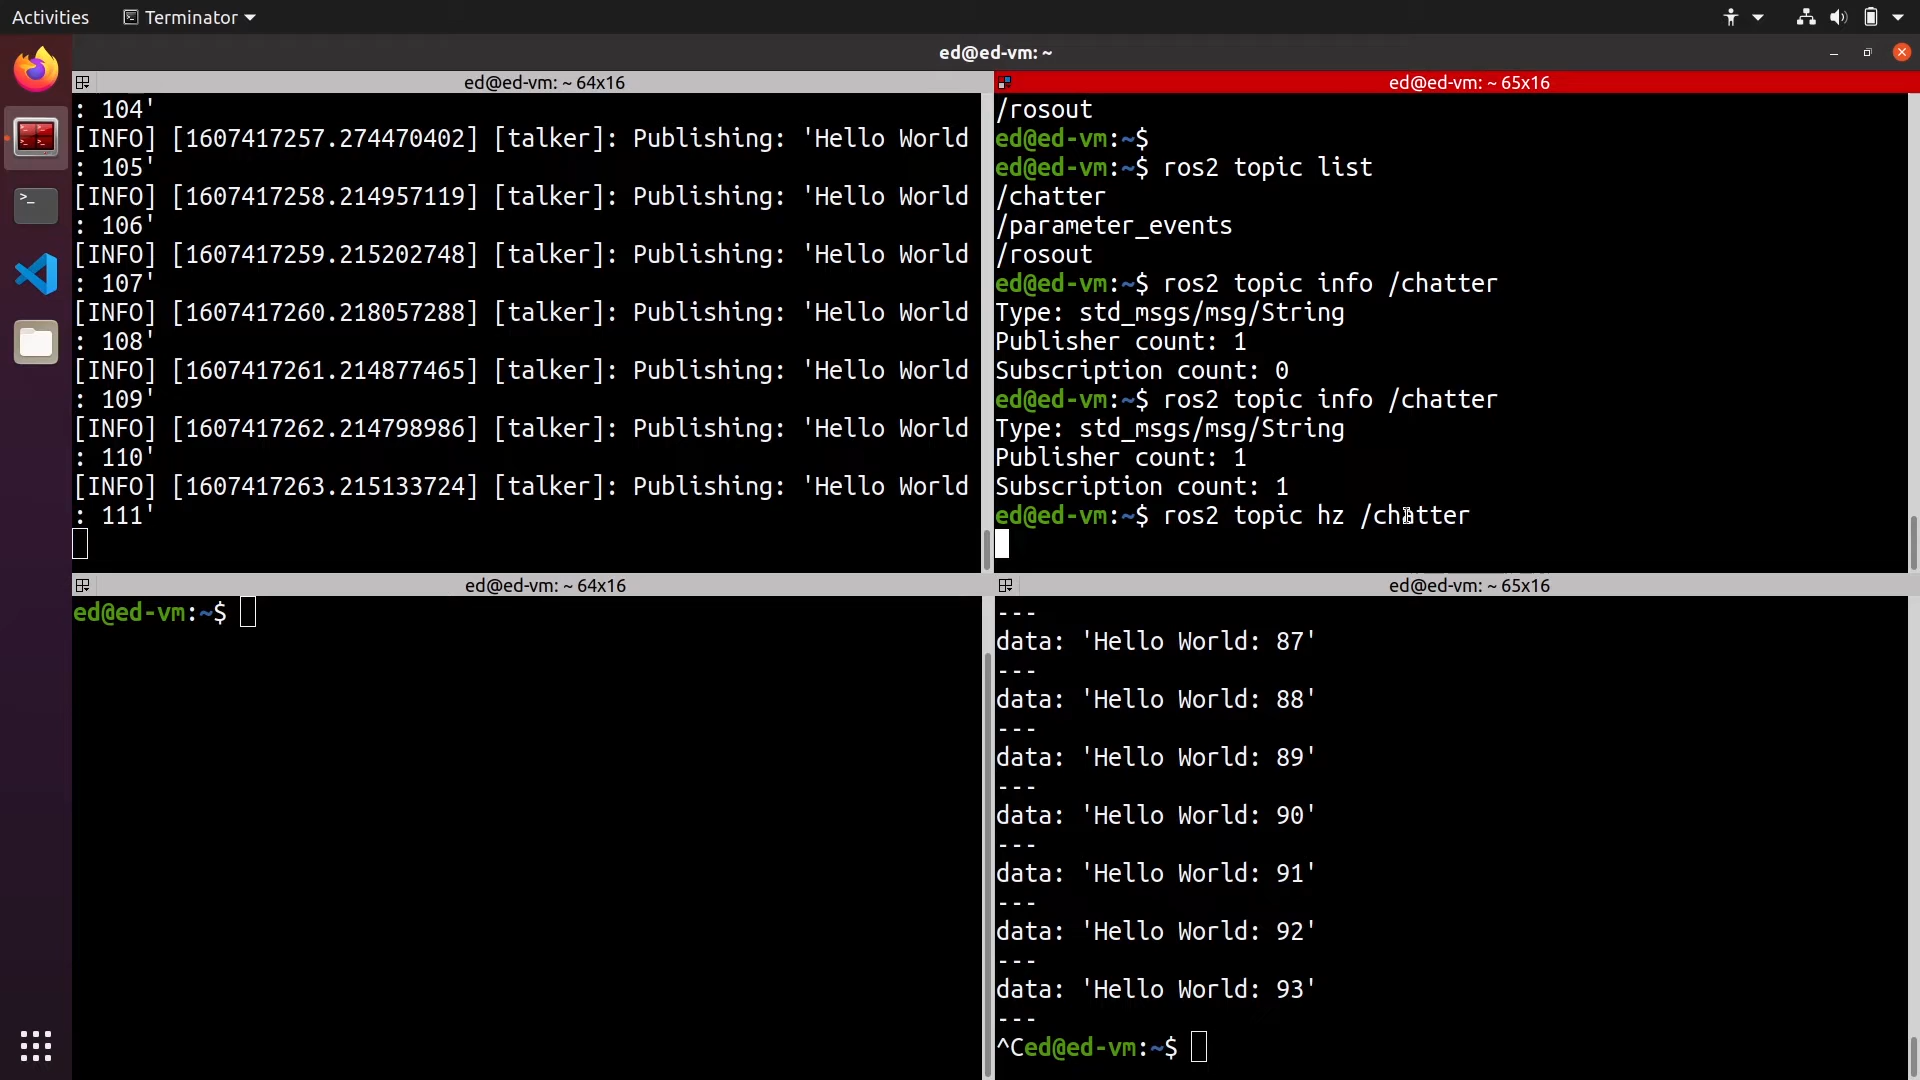 Activities
Terminator
ed@ed-vm: ~
ed@ed-vm: ~ 64x16
: 104'
[INFO] [1607417257.274470402] [talker]: Publishing: 'Hello World
: 105'
[INFO] [1607417258.214957119] [talker]: Publishing: 'Hello World
: 106'
[INFO] [1607417259.215202748] [talker]: Publishing: 'Hello World
: 107'
[INFO] [1607417260.218057288] [talker]: Publishing: 'Hello World
: 108'
[INFO] [1607417261.214877465] [talker]: Publishing: 'Hello World
: 109'
[INFO] [1607417262.214798986] [talker]: Publishing: 'Hello World
: 110'
[INFO] [1607417263.215133724] [talker]: Publishing: 'Hello World
: 111'
ed@ed-vm: ~ 65x16
/rosout
ed@ed-vm:~$
ed@ed-vm:~$ ros2 topic list
/chatter
/parameter_events
/rosout
ed@ed-vm:~$ ros2 topic info /chatter
Type: std_msgs/msg/String
Publisher count: 1
Subscription count: 0
ed@ed-vm:~$ ros2 topic info /chatter
Type: std_msgs/msg/String
Publisher count: 1
Subscription count: 1
ed@ed-vm:~$ ros2 topic hz /chatter
ed@ed-vm: ~ 64x16
ed@ed-vm:~$
ed@ed-vm: ~ 65x16
---
data: 'Hello World: 87'
---
data: 'Hello World: 88'
---
data: 'Hello World: 89'
---
data: 'Hello World: 90'
---
data: 'Hello World: 91'
---
data: 'Hello World: 92'
---
data: 'Hello World: 93'
---
^Ced@ed-vm:~$